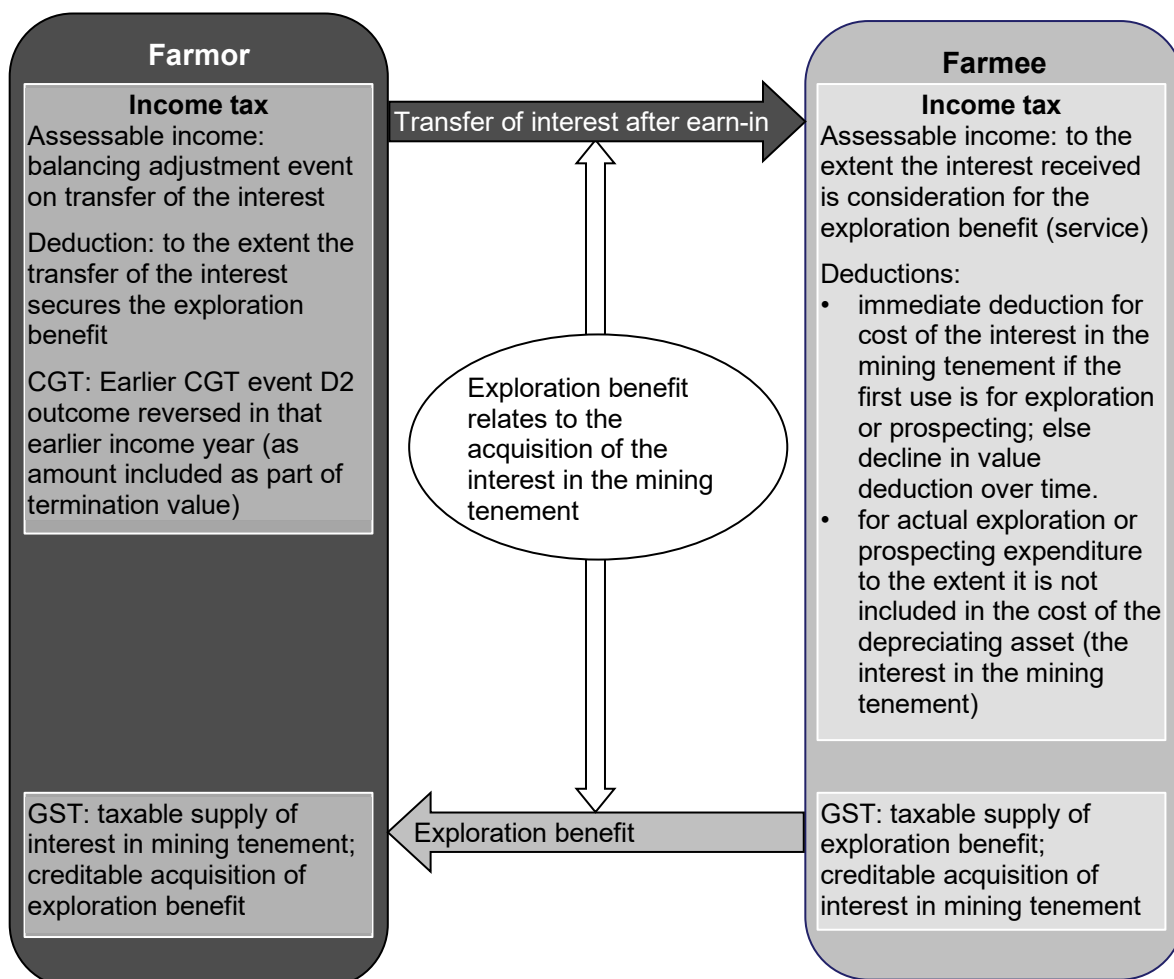 Farmor
Income tax
Assessable income:
balancing adjustment event
on transfer of the interest
Deduction: to the extent the
transfer of the interest
secures the exploration
benefit
CGT: Earlier CGT event D2
outcome reversed in that
earlier income year (as
amount included as part of
termination value)
GST: taxable supply of
interest in mining tenement;
creditable acquisition of
exploration benefit
Transfer of interest after earn-in
Exploration benefit
relates to the
acquisition of the
interest in the mining
tenement
Exploration benefit
Farmee
Income tax
Assessable income: to the
extent the interest received
is consideration for the
exploration benefit (service)
Deductions:
• immediate deduction for
cost of the interest in the
mining tenement if the
first use is for exploration
or prospecting; else
decline in value
deduction over time.
• for actual exploration or
prospecting expenditure
to the extent it is not
included in the cost of the
depreciating asset (the
interest in the mining
tenement)
GST: taxable supply of
exploration benefit;
creditable acquisition of
interest in mining tenement